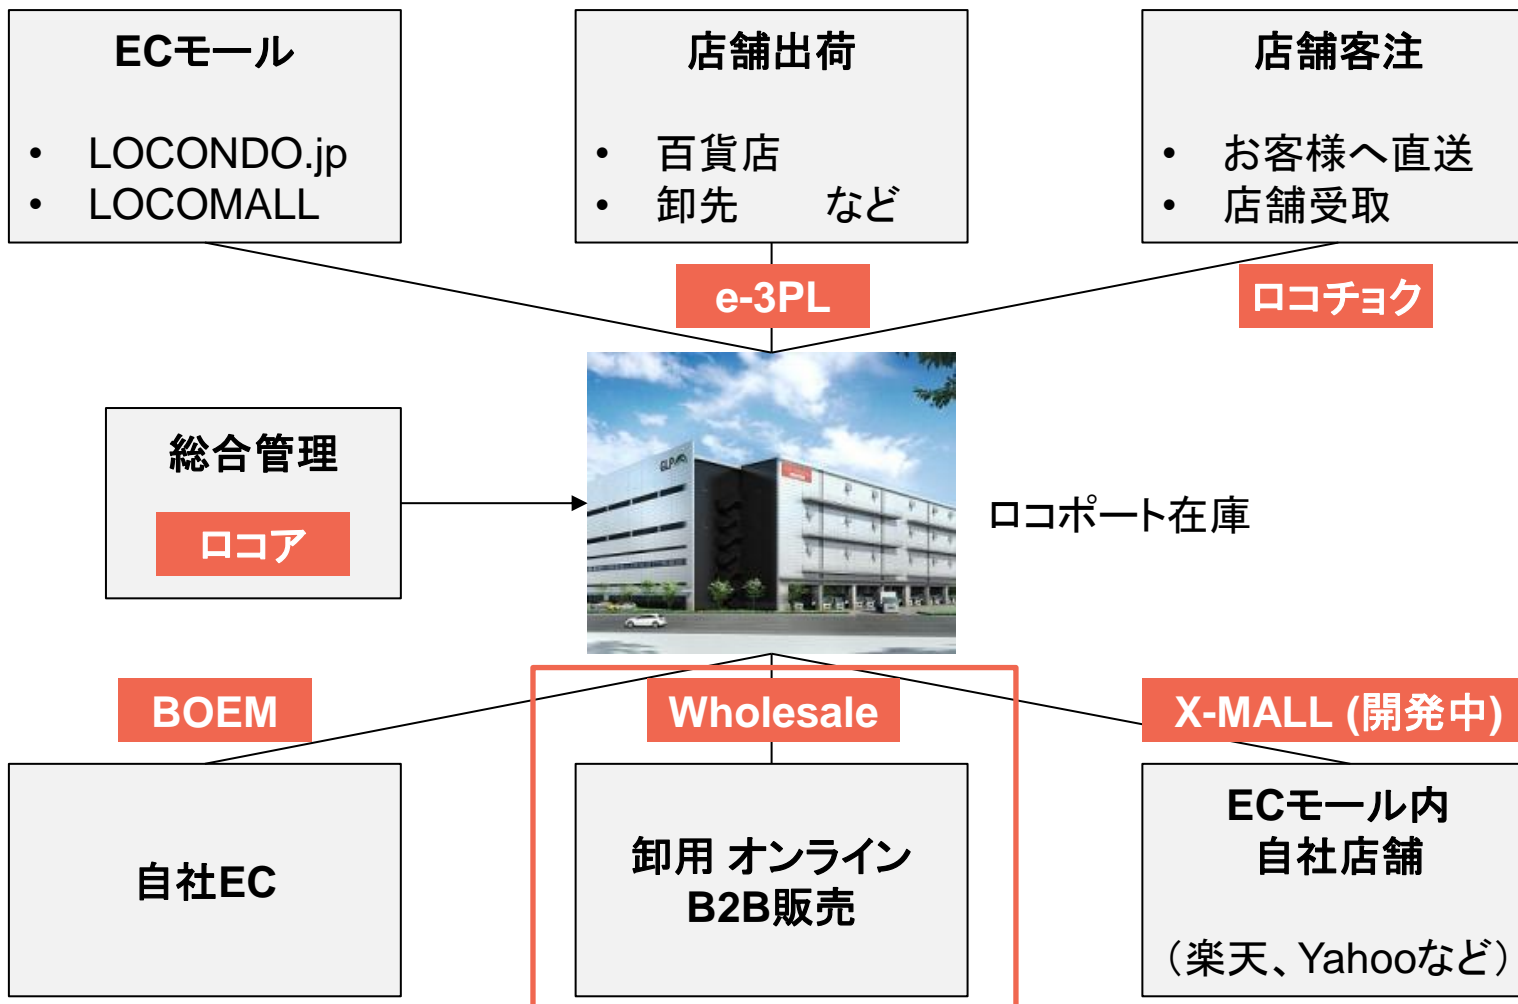 ECモール
• LOCONDO.jp
• LOCOMALL
店舗出荷
• 百貨店
• 卸先 など
店舗客注
• お客様へ直送
• 店舗受取
e-3PL
ロコチョク
総合管理
ロコア
GLP
ロコポート在庫
BOEM
Wholesale
X-MALL (開発中)
自社EC
卸用 オンライン
B2B販売
ECモール内
自社店舗
（楽天、Yahooなど）